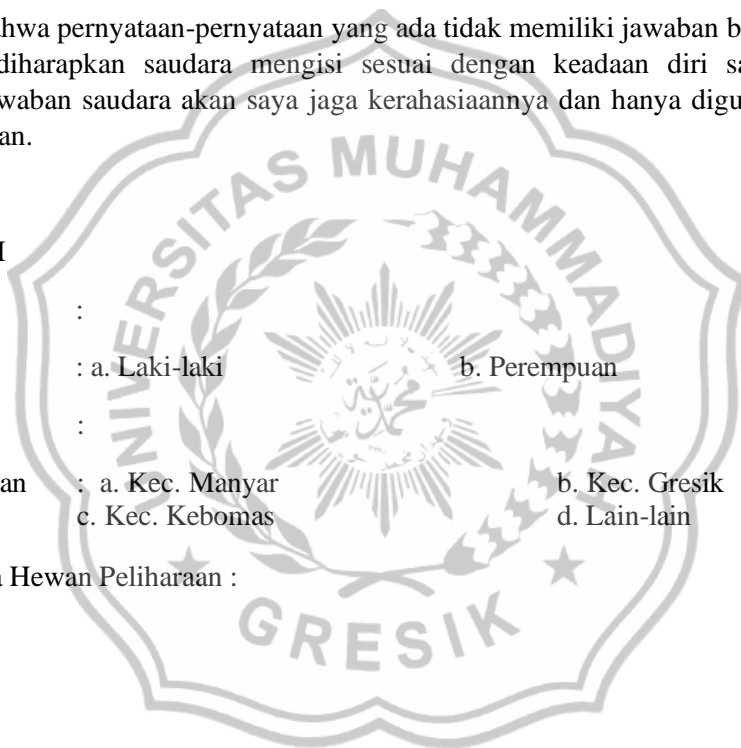 ahwa pernyataan-pernyataan yang ada tidak memiliki jawaban b
diharapkan saudara mengisi sesuai dengan keadaan diri sa
waban saudara akan saya jaga kerahasiaannya dan hanya digu
an.
I
:
: a. Laki-laki b. Perempuan
:
an : a. Kec. Manyar b. Kec. Gresik
c. Kec. Kebomas d. Lain-lain
a Hewan Peliharaan :
UNIVERSITAS MUHAMMADIYAH
GRESIK